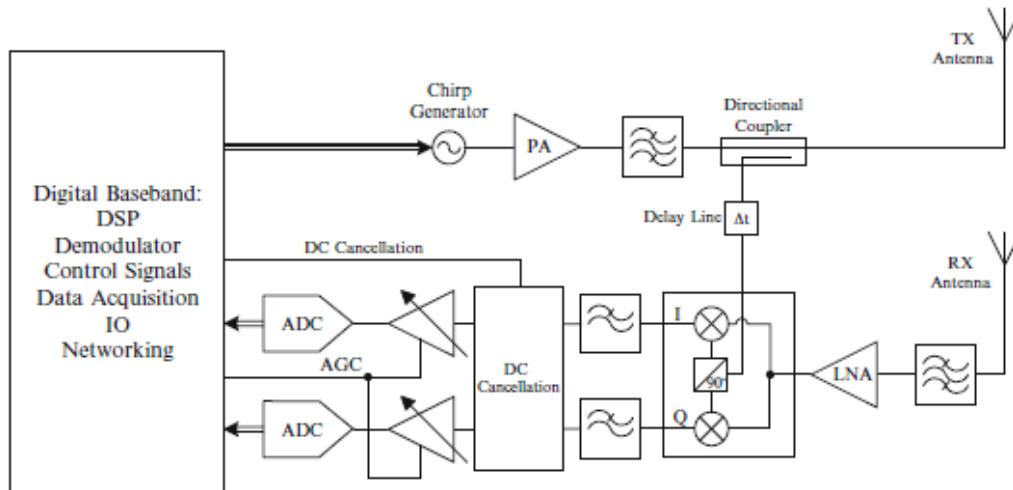 TX
Antenna
Chirp
Generator
Directional
Coupler
PA
Digital Baseband:
DSP
Demodulator
Control Signals
Data Acquisition
IO
Networking
Delay Line
Δt
DC Cancellation
RX
Antenna
ADC
I
AGC
DC
Cancellation
90
LNA
ADC
Q